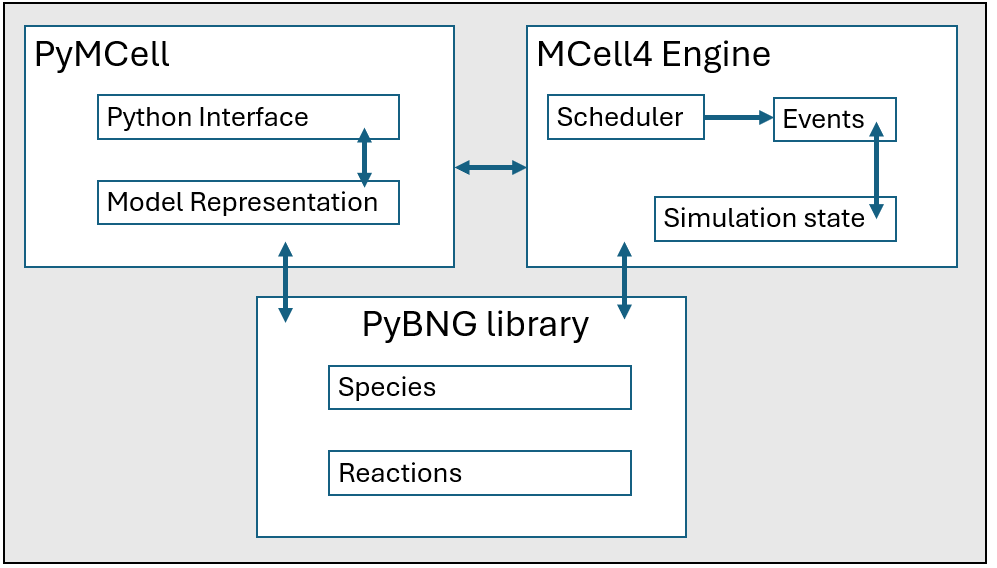 PyMCell
Python Interface
Model Representation
MCell4 Engine
Scheduler
Events
Simulation state
PyBNG library
Species
Reactions